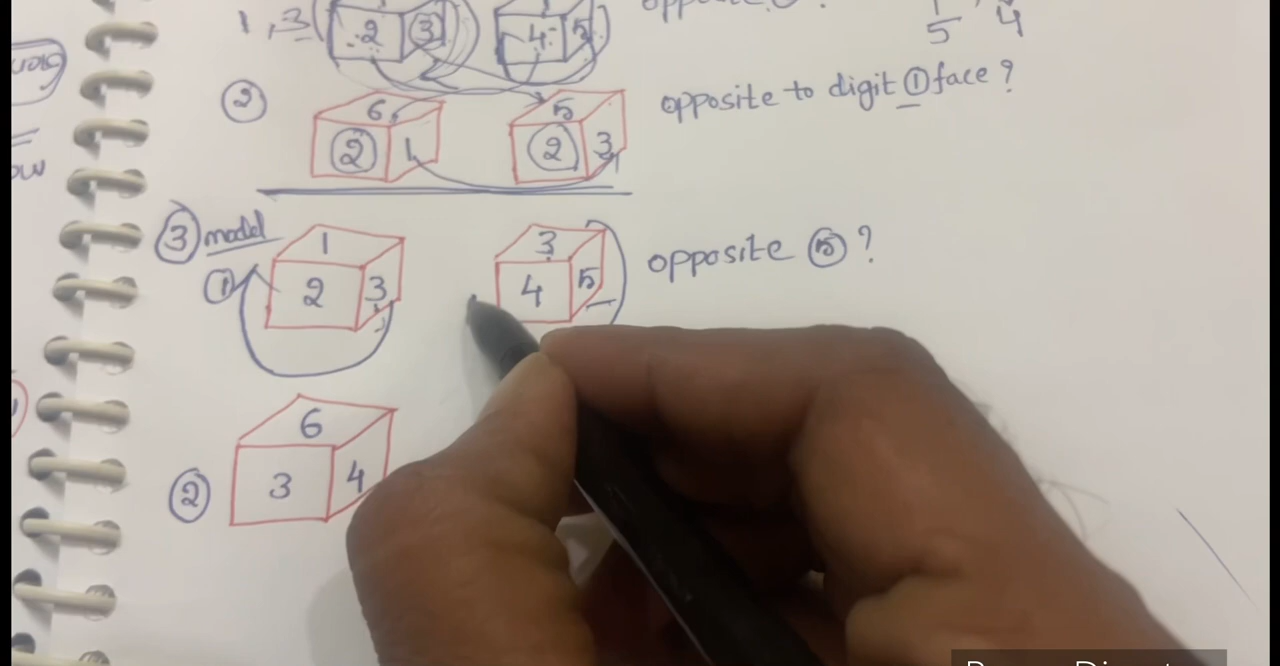 1, 3 2 3 4 5
5 4
② 6 2 1 5 2 3 opposite to digit ① face ?
③ model 1 2 3 3 4 5 opposite ⑤ ?
①
② 6 3 4